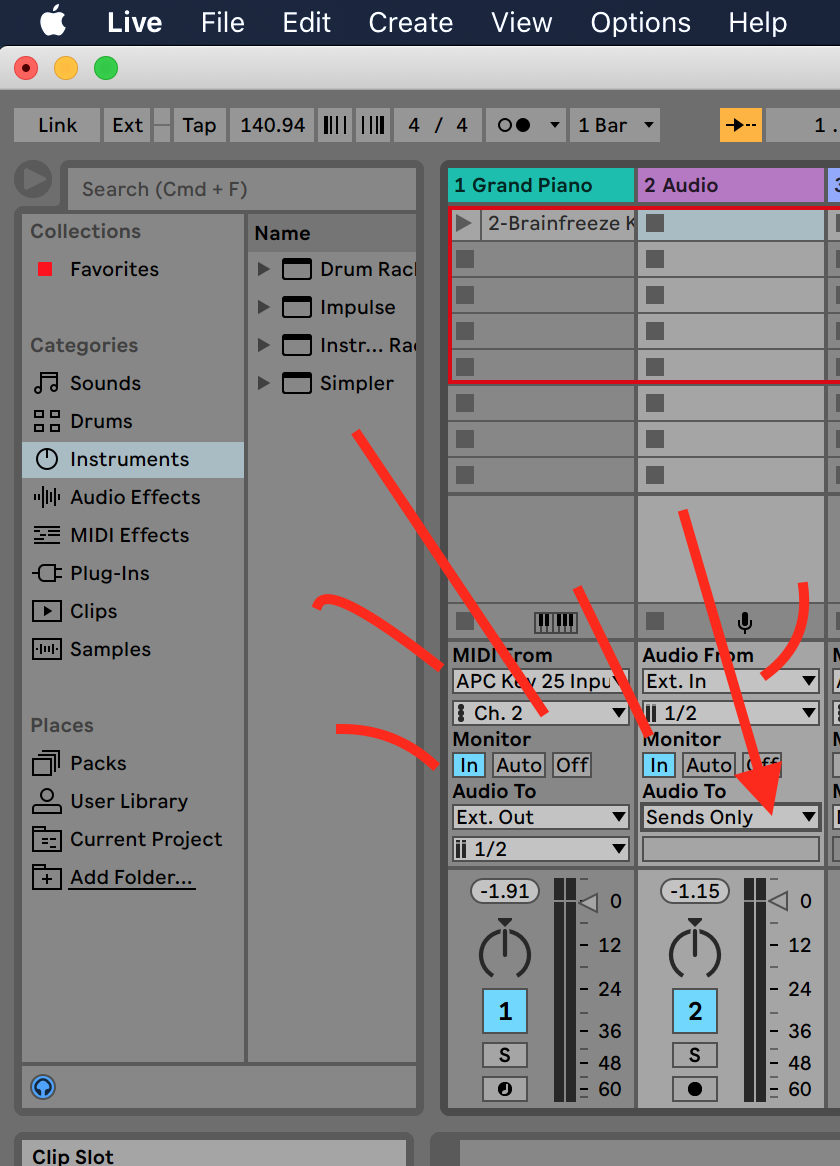 Live File Edit Create View Options Help
Link Ext Tap 140.94 4 / 4 1 Bar 1 .
Search (Cmd + F)
Collections
Favorites
Categories
Sounds
Drums
Instruments
Audio Effects
MIDI Effects
Plug-Ins
Clips
Samples
Places
Packs
User Library
Current Project
Add Folder...
Name
Drum Rac
Impulse
Instr... Ra
Simpler
1 Grand Piano
2-Brainfreeze K
MIDI From
APC Key 25 Inpu
Ch. 2
Monitor
In Auto Off
Audio To
Ext. Out
1/2
-1.91
0
12
24
36
48
60
1
S
2 Audio
Audio From
Ext. In
1/2
Monitor
In Auto Off
Audio To
Sends Only
-1.15
0
12
24
36
48
60
2
S
3
Clip Slot